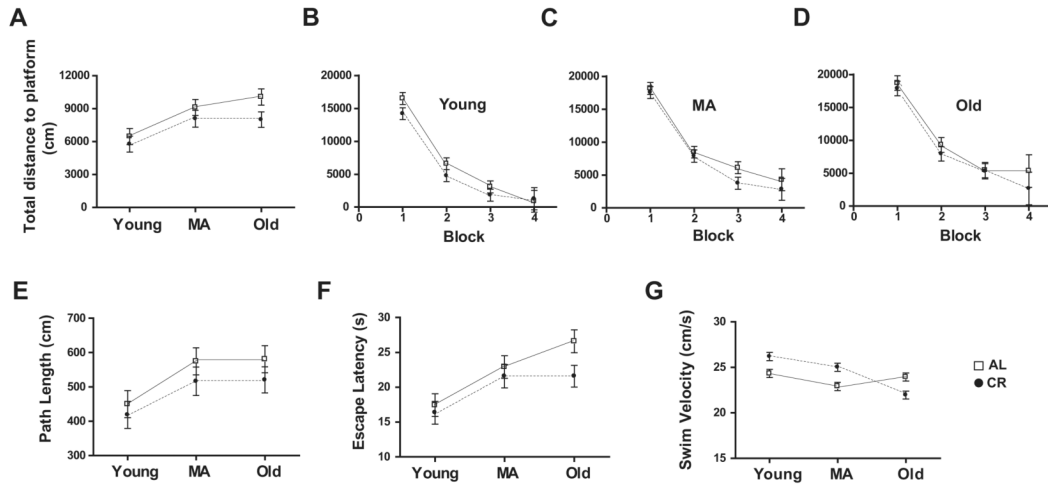 A
Total distance to platform
(cm)
12000
9000
6000
3000
0
Young MA Old
B
20000
15000
10000
5000
0
Young
1 2 3 4
Block
C
20000
15000
10000
5000
0
MA
1 2 3 4
Block
D
20000
15000
10000
5000
0
Old
1 2 3 4
Block
E
Path Length (cm)
700
600
500
400
300
Young MA Old
F
Escape Latency (s)
30
25
20
15
10
Young MA Old
G
Swim Velocity (cm/s)
30
25
20
15
Young MA Old
AL
CR